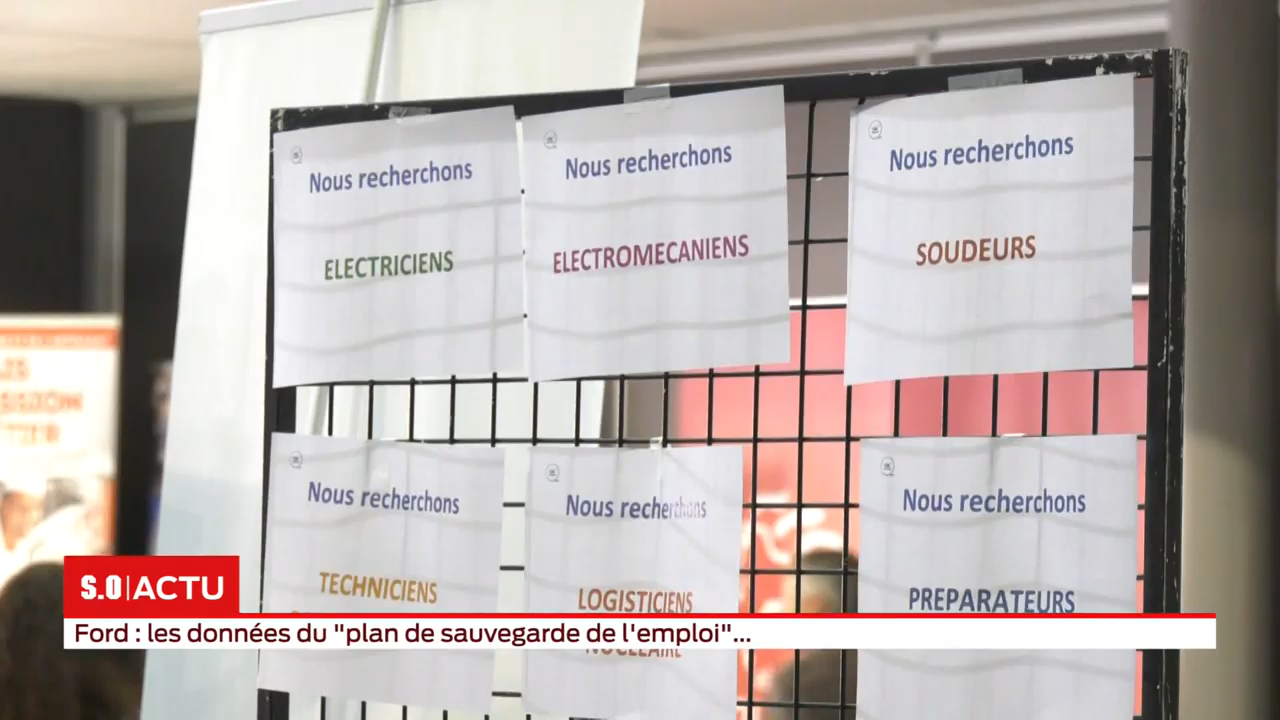 Nous recherchons
ELECTRICIENS
Nous recherchons
ELECTROMECANIENS
Nous recherchons
SOUDEURS
Nous recherchons
TECHNICIENS
Nous recherchons
LOGISTICIENS
NUCLEAIRE
Nous recherchons
PREPARATEURS
S.O|ACTU
Ford : les données du "plan de sauvegarde de l'emploi"...